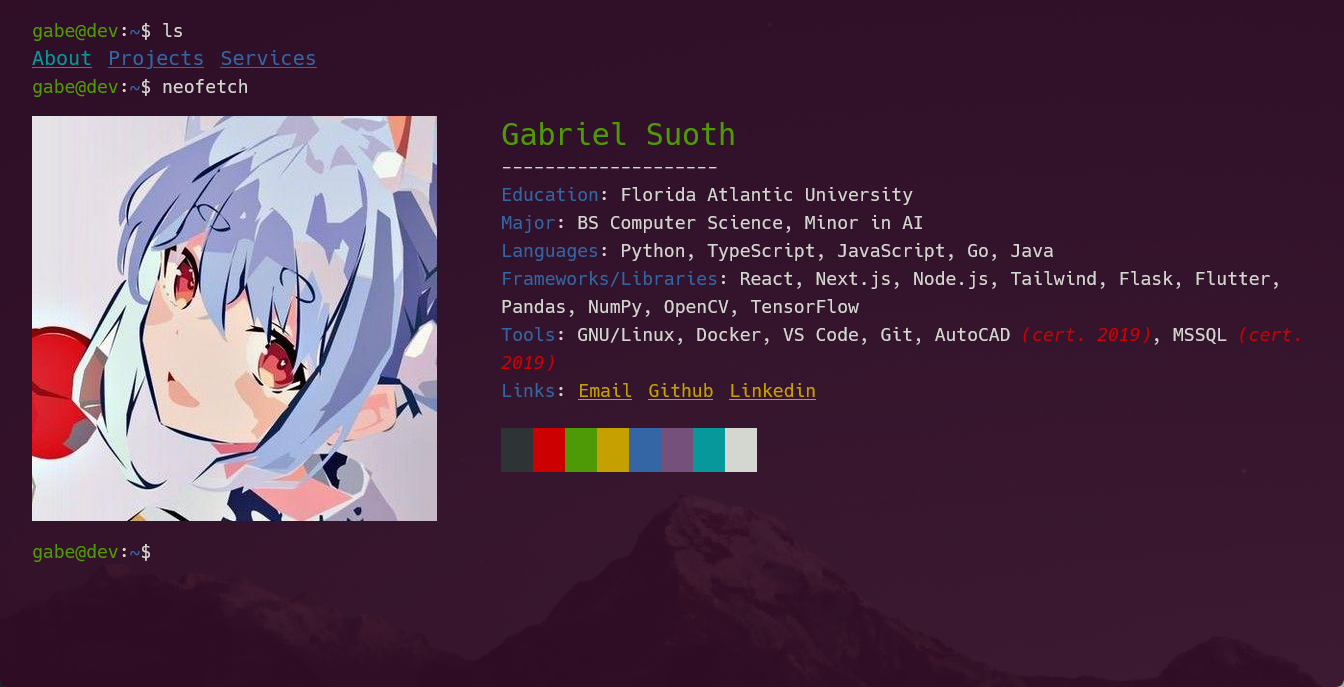 gabe@dev:~$ ls
About Projects Services
gabe@dev:~$ neofetch
Gabriel Suoth
--------------------
Education: Florida Atlantic University
Major: BS Computer Science, Minor in AI
Languages: Python, TypeScript, JavaScript, Go, Java
Frameworks/Libraries: React, Next.js, Node.js, Tailwind, Flask, Flutter,
Pandas, NumPy, OpenCV, TensorFlow
Tools: GNU/Linux, Docker, VS Code, Git, AutoCAD (cert. 2019), MSSQL (cert.
2019)
Links: Email Github Linkedin
gabe@dev:~$